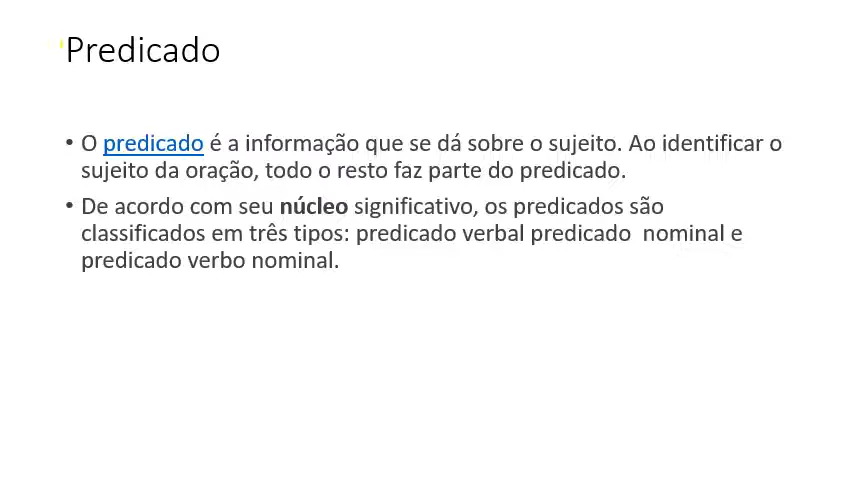 Predicado
• O predicado é a informação que se dá sobre o sujeito. Ao identificar o
sujeito da oração, todo o resto faz parte do predicado.
• De acordo com seu núcleo significativo, os predicados são
classificados em três tipos: predicado verbal predicado  nominal e
predicado verbo nominal.